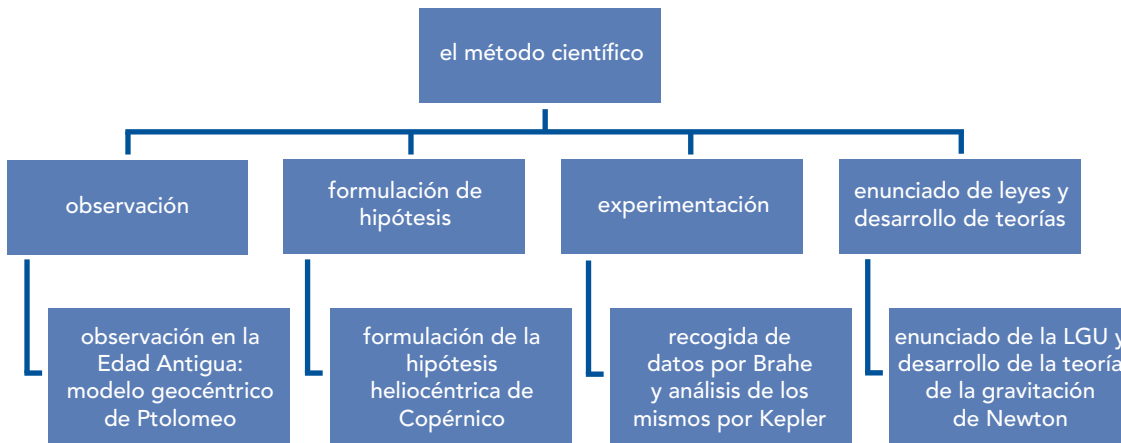 el método científico
observación
formulación de
hipótesis
experimentación
enunciado de leyes y
desarrollo de teorías
observación en la
Edad Antigua:
modelo geocéntrico
de Ptolomeo
formulación de la
hipótesis
heliocéntrica de
Copérnico
recogida de
datos por Brahe
y análisis de los
mismos por Kepler
enunciado de la LGU y
desarrollo de la teoría
de la gravitación
de Newton